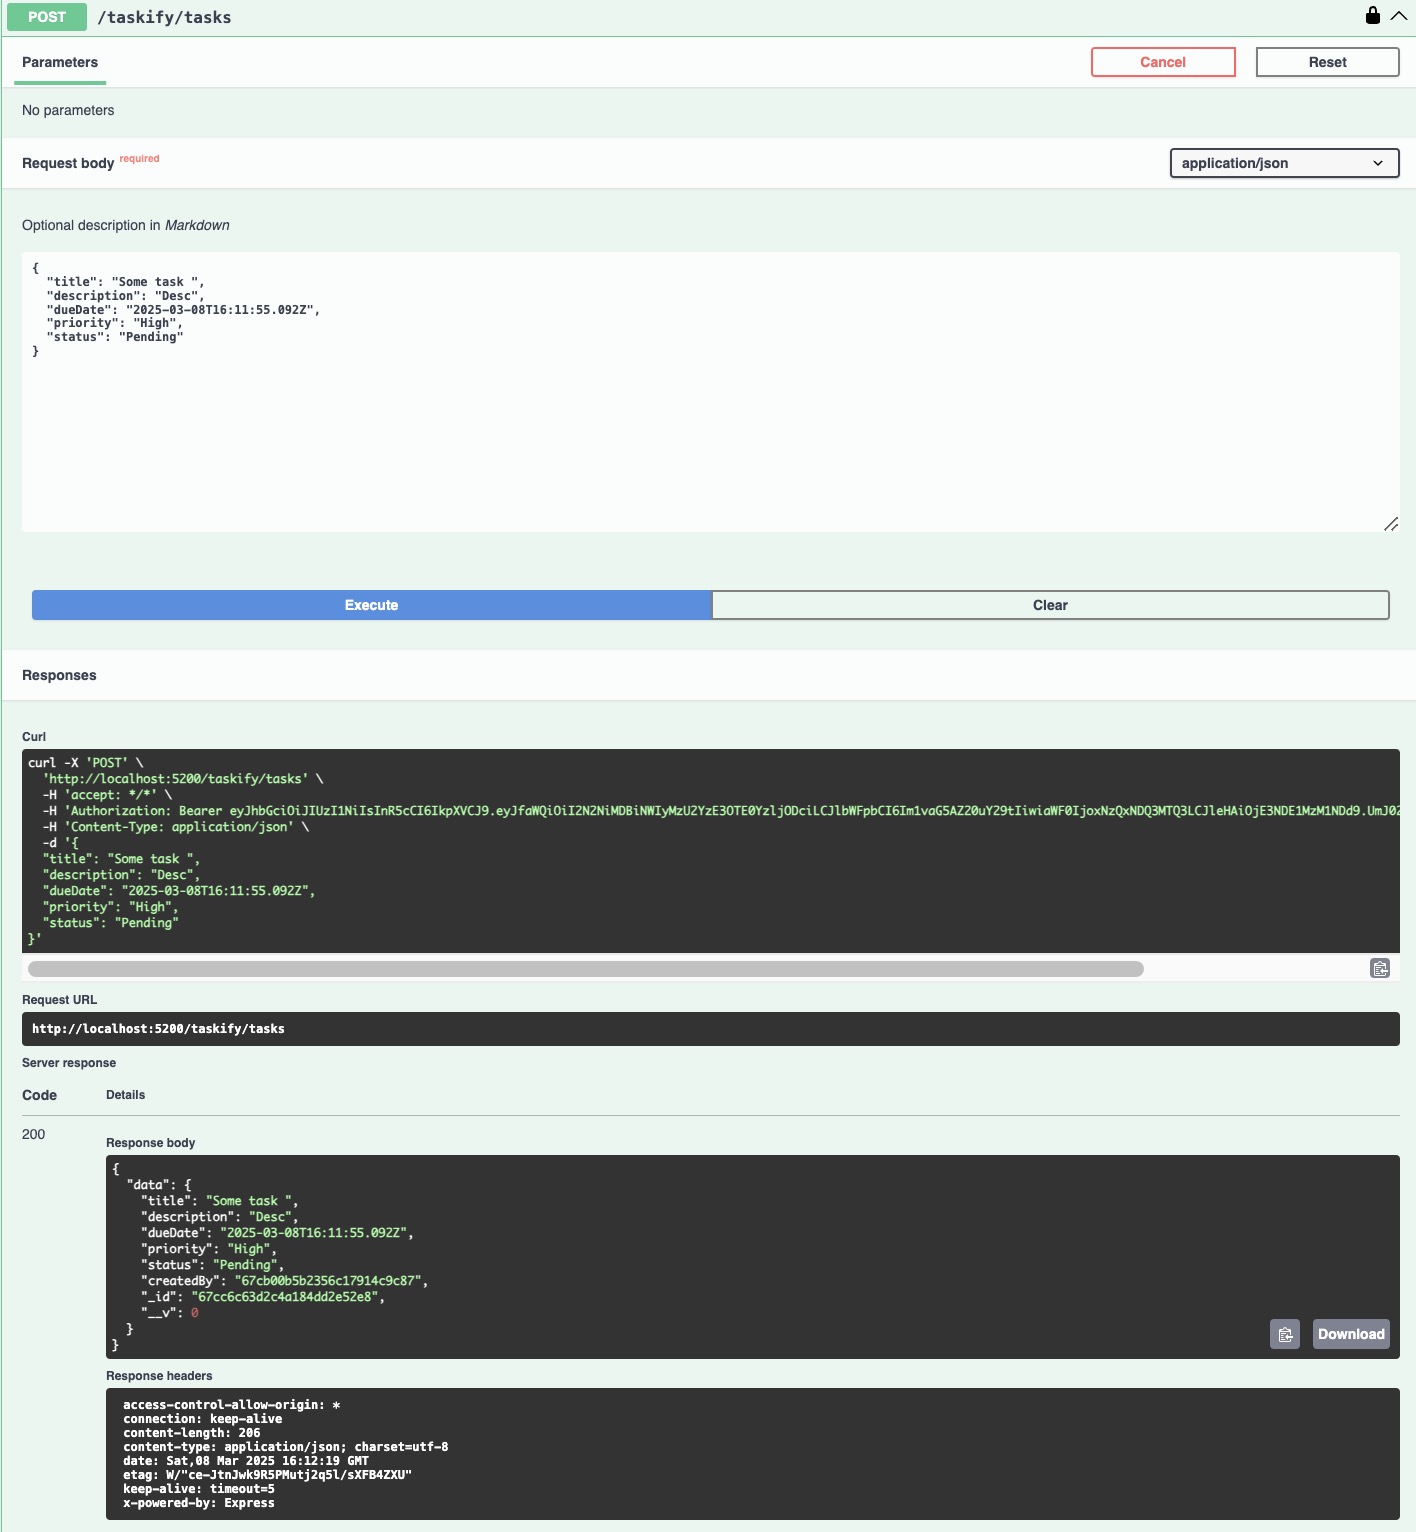 POST /taskify/tasks
Parameters
Cancel
Reset
No parameters
Request body required
application/json
Optional description in Markdown
{
  "title": "Some task ",
  "description": "Desc",
  "dueDate": "2025-03-08T16:11:55.092Z",
  "priority": "High",
  "status": "Pending"
}
Execute
Clear
Responses
Curl
curl -X 'POST' \
  'http://localhost:5200/taskify/tasks' \
  -H 'accept: */*' \
  -H 'Authorization: Bearer eyJhbGciOiJIUzI1NiIsInR5cCI6IkpXVCJ9.eyJfaWQiOiI2N2NiMDBiNWIyMzU2YzE3OTE0YzljODciLCJlbWFpbCI6Im1vaG5AZ20uY29tIiwiaWF0IjoxNzQxNDQ3MTQ3LCJleHAiOjE3NDE1MzM1NDd9.UmJ0Z
  -H 'Content-Type: application/json' \
  -d '{
  "title": "Some task ",
  "description": "Desc",
  "dueDate": "2025-03-08T16:11:55.092Z",
  "priority": "High",
  "status": "Pending"
}'
Request URL
http://localhost:5200/taskify/tasks
Server response
Code
Details
200
Response body
{
  "data": {
    "title": "Some task ",
    "description": "Desc",
    "dueDate": "2025-03-08T16:11:55.092Z",
    "priority": "High",
    "status": "Pending",
    "createdBy": "67cb00b5b2356c17914c9c87",
    "_id": "67cc6c63d2c4a184dd2e52e8",
    "__v": 0
  }
}
Download
Response headers
access-control-allow-origin: *
connection: keep-alive
content-length: 206
content-type: application/json; charset=utf-8
date: Sat,08 Mar 2025 16:12:19 GMT
etag: W/"ce-JtnJwk9R5PMutj2q5l/sXFB4ZXU"
keep-alive: timeout=5
x-powered-by: Express